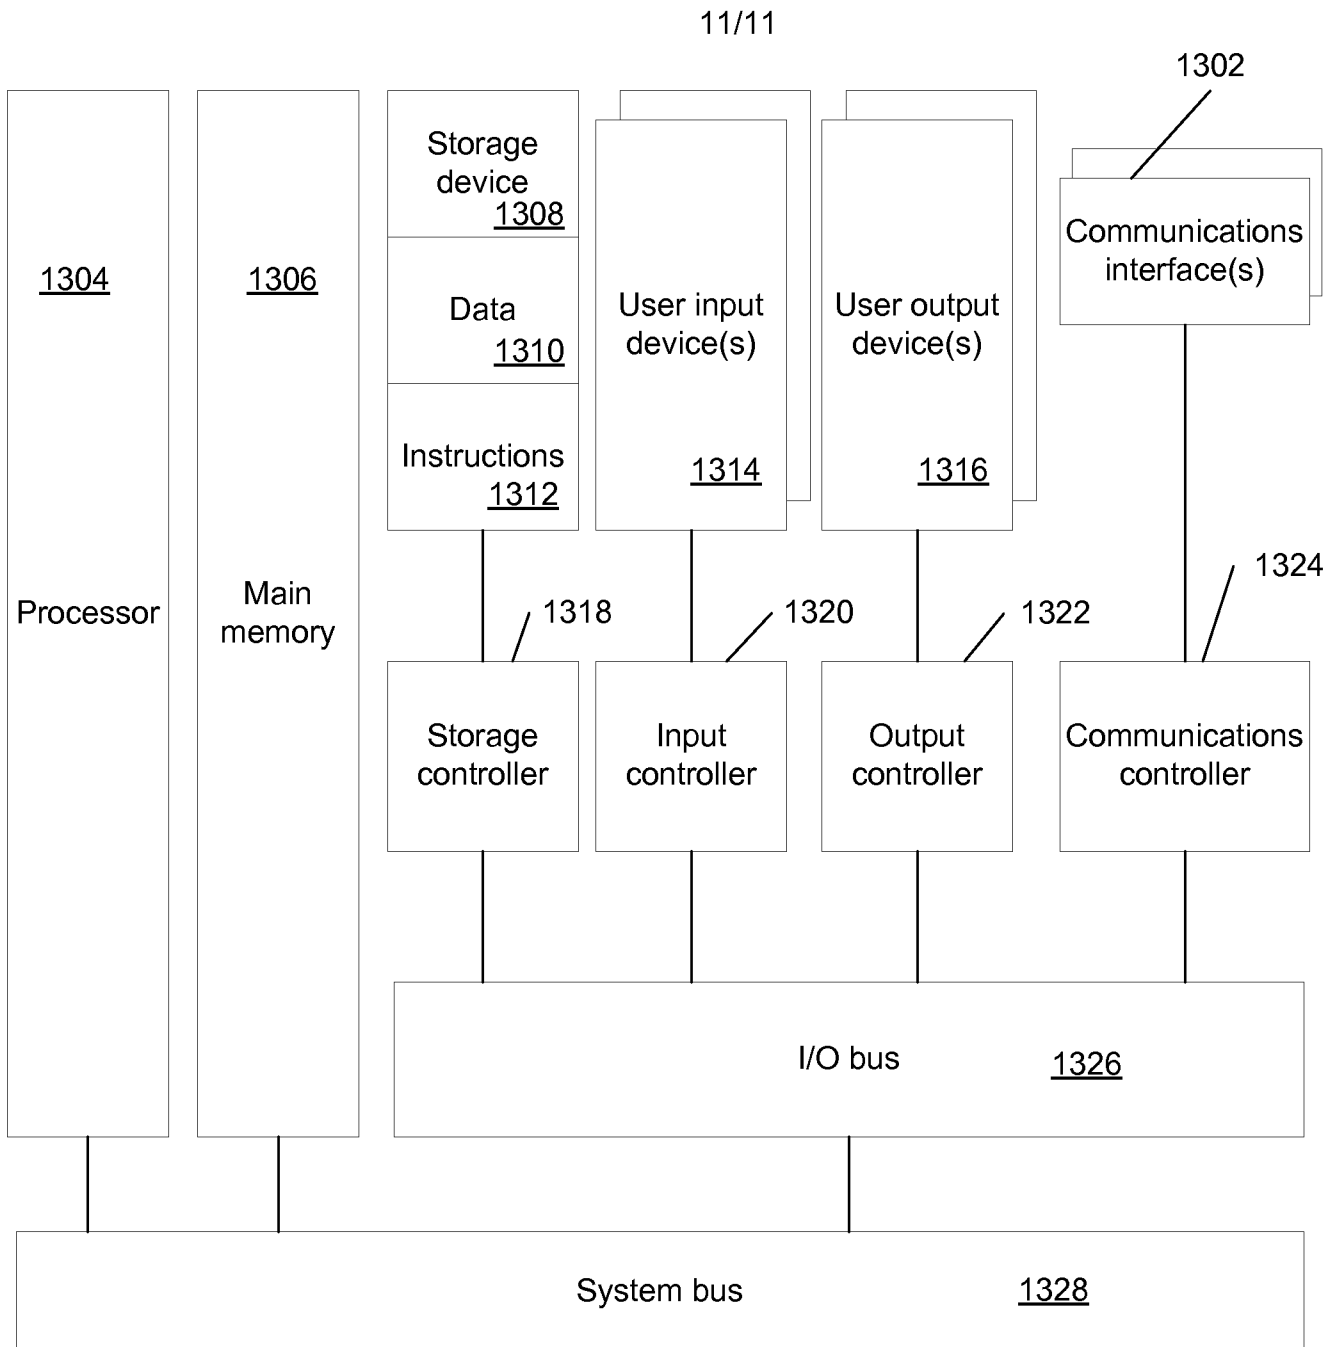 11/11
1302
Storage
device
1308
Communications
interface(s)
1304
1306
Data
1310
User input
device(s)
User output
device(s)
Instructions
1312
1314
1316
Processor
Main
memory
1318
1320
1322
1324
Storage
controller
Input
controller
Output
controller
Communications
controller
I/O bus
1326
System bus
1328